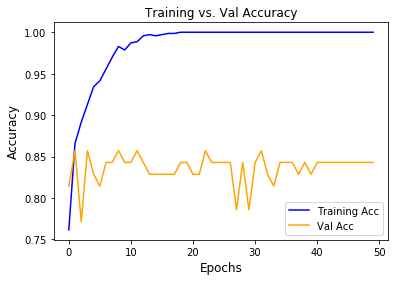 Training vs. Val Accuracy
1.00
0.95
0.90
0.85
0.80
0.75
Accuracy
0 10 20 30 40 50
Epochs
Training Acc
Val Acc